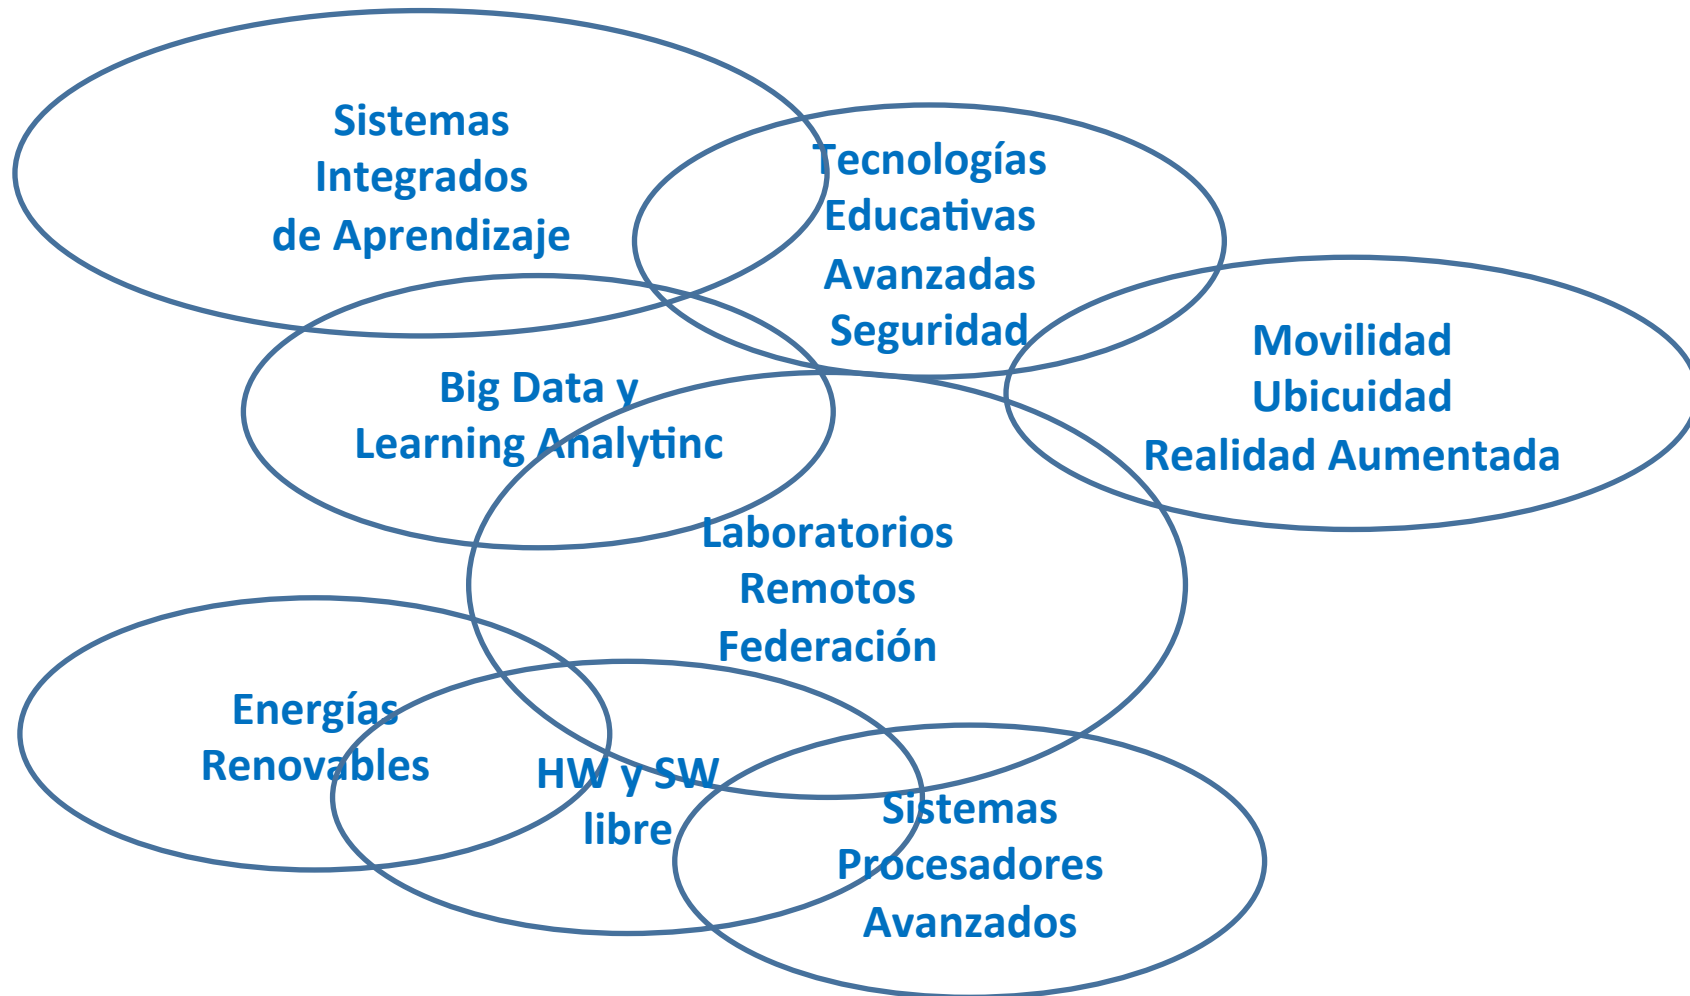 Sistemas
Integrados
de Aprendizaje
Tecnologías
Educativas
Avanzadas
Seguridad
Movilidad
Ubicuidad
Realidad Aumentada
Big Data y
Learning Analytinc
Laboratorios
Remotos
Federación
Energías
Renovables
HW y SW
libre
Sistemas
Procesadores
Avanzados